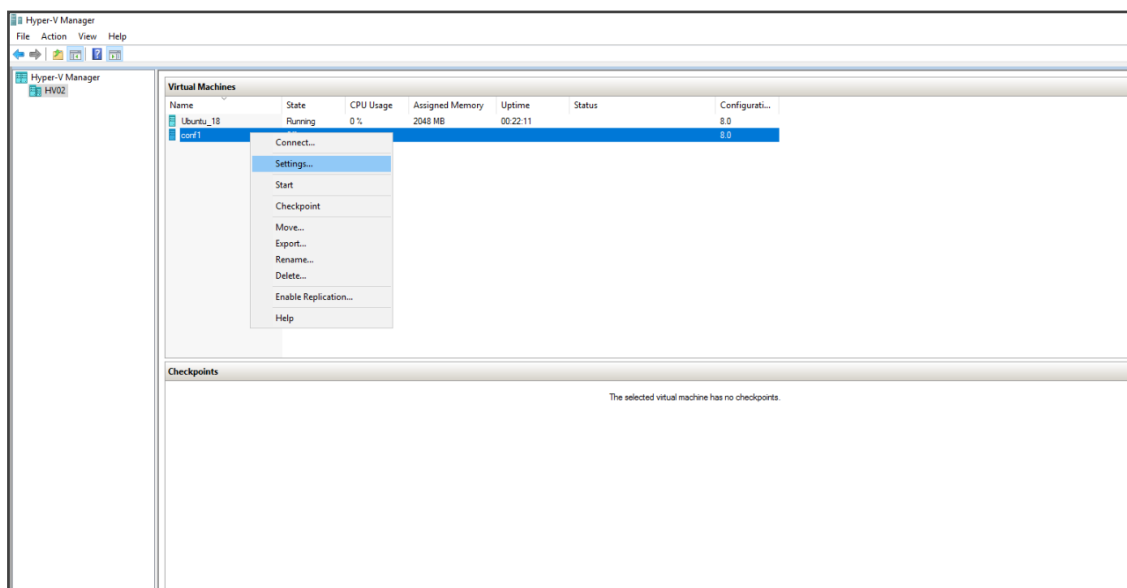 Hyper-V Manager
File Action View Help
Hyper-V Manager
HV02
Virtual Machines
Name State CPU Usage Assigned Memory Uptime Status Configurati...
Ubuntu_18 Running 0 % 2048 MB 00:22:11 8.0
conf1 8.0
Connect...
Settings...
Start
Checkpoint
Move...
Export...
Rename...
Delete...
Enable Replication...
Help
Checkpoints
The selected virtual machine has no checkpoints.